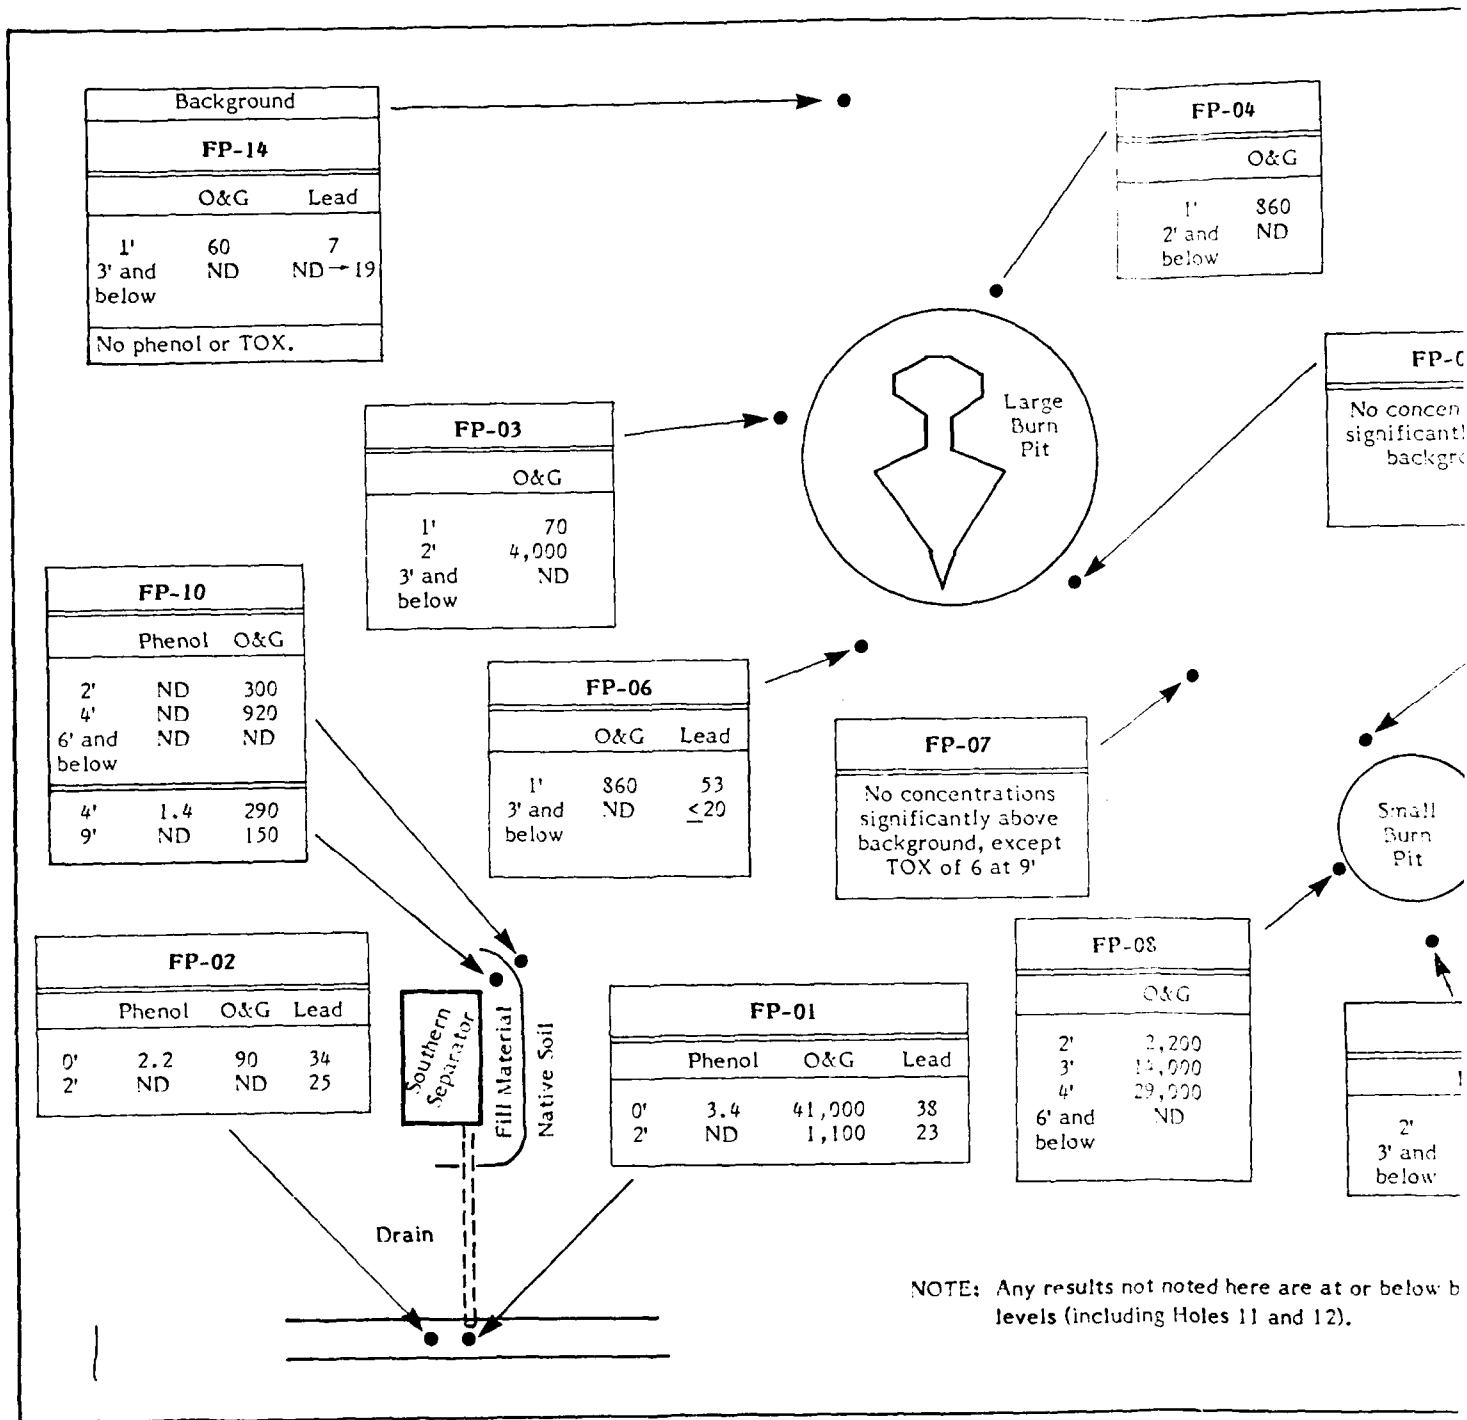 Background
FP-14
O&G Lead
1' 60 7
3' and ND ND→19
below
No phenol or TOX.
FP-04
O&G
1' 860
2' and ND
below
FP-03
O&G
1' 70
2' 4,000
3' and ND
below
Large
Burn
Pit
No concen
significantl
backgro
FP-10
Phenol O&G
2' ND 300
4' ND 920
6' and ND ND
below
4' 1.4 290
9' ND 150
FP-06
O&G Lead
1' 860 53
3' and ND ≤20
below
FP-07
No concentrations
significantly above
background, except
TOX of 6 at 9'
Small
Burn
Pit
FP-02
Phenol O&G Lead
0' 2.2 90 34
2' ND ND 25
Southern
Separator
Fill Material
Native Soil
FP-01
Phenol O&G Lead
0' 3.4 41,000 38
2' ND 1,100 23
FP-08
O&G
2' 2,200
3' 14,000
4' 29,000
6' and ND
below
2'
3' and
below
Drain
NOTE: Any results not noted here are at or below b
levels (including Holes 11 and 12).